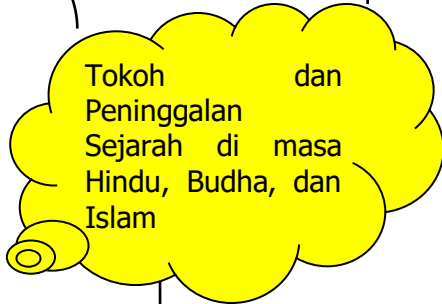 Tokoh dan
Peninggalan
Sejarah di masa
Hindu, Budha, dan
Islam